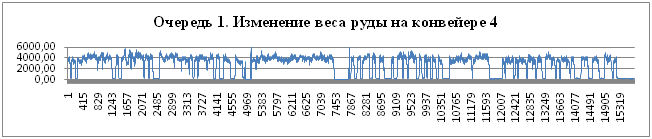 Очередь 1. Изменение веса руды на конвейере 4
6000,00
4000,00
2000,00
0,00
1 415 829 1243 1657 2071 2485 2899 3313 3727 4141 4555 4969 5383 5797 6211 6625 7039 7453 7867 8281 8695 9109 9523 9937 10351 10765 11179 11593 12007 12421 12835 13249 13663 14077 14491 14905 15319